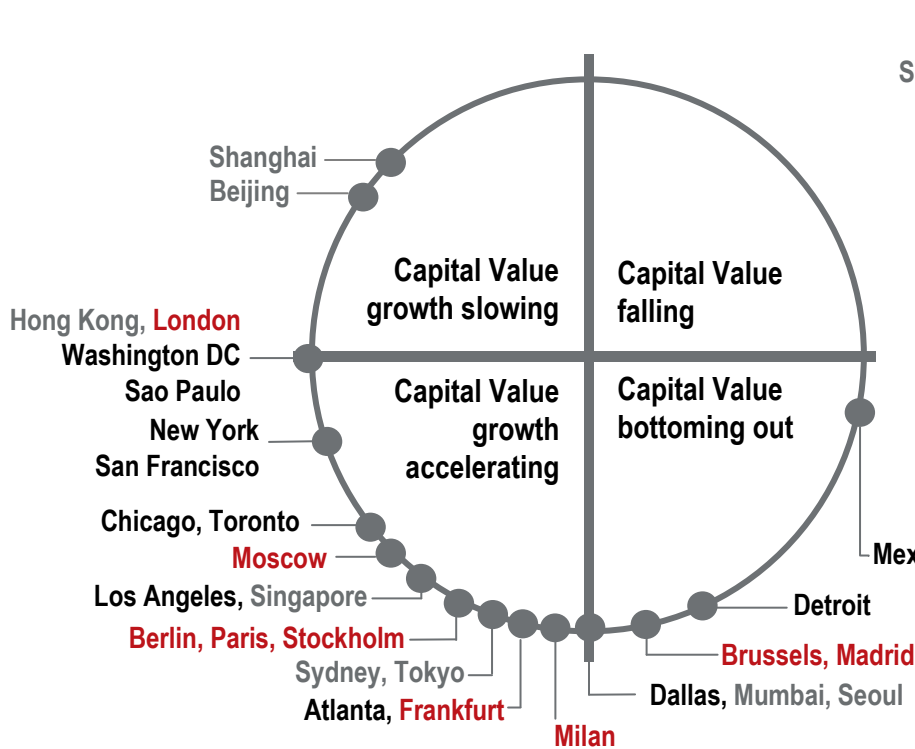 S
Shanghai
Beijing
Capital Value
growth slowing
Capital Value
falling
Hong Kong, London
Washington DC
Sao Paulo
Capital Value
growth
accelerating
Capital Value
bottoming out
New York
San Francisco
Chicago, Toronto
Moscow
Mex
Los Angeles, Singapore
Detroit
Berlin, Paris, Stockholm
Brussels, Madrid
Sydney, Tokyo
Dallas, Mumbai, Seoul
Atlanta, Frankfurt
Milan